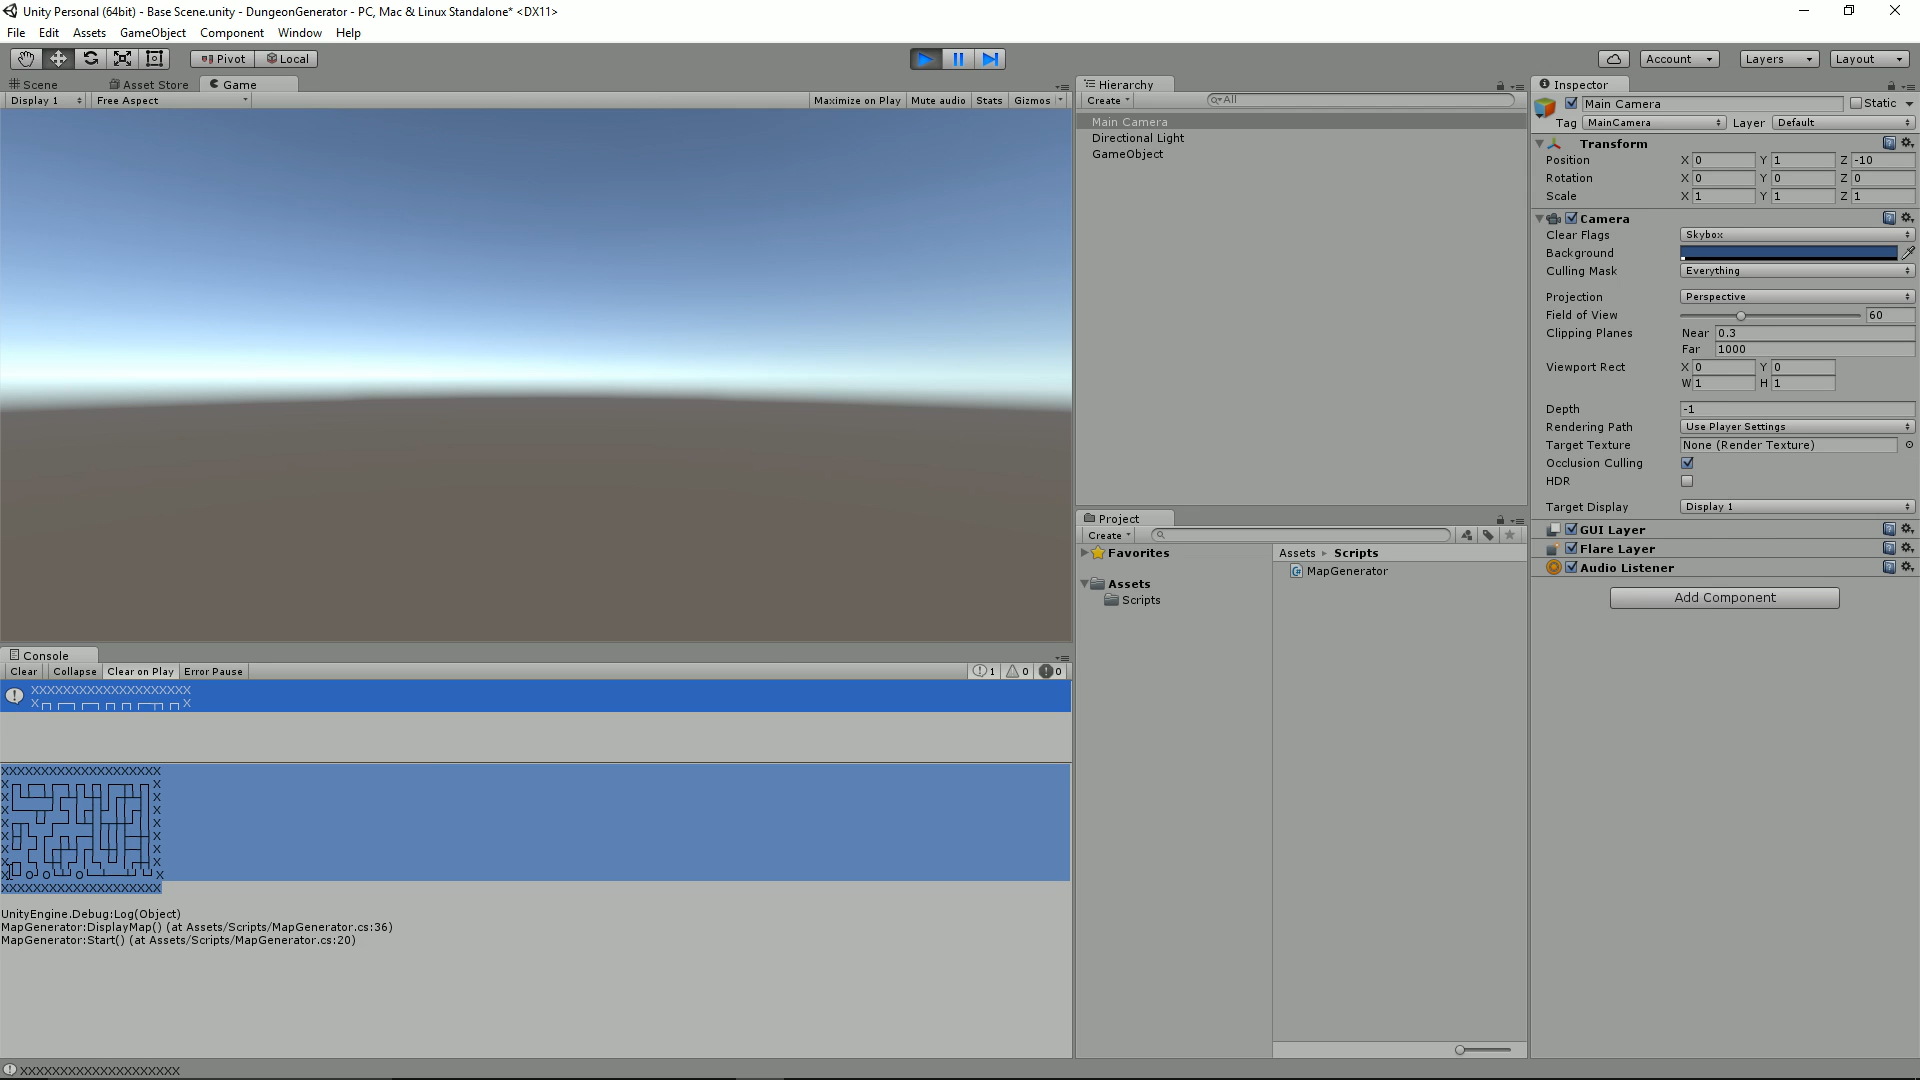 Unity Personal (64bit) - Base Scene.unity - DungeonGenerator - PC, Mac & Linux Standalone* <DX11>
File Edit Assets GameObject Component Window Help
Pivot Local Account Layers Layout
Scene Asset Store Game
Display 1 Free Aspect Maximize on Play Mute audio Stats Gizmos
Hierarchy
Create All
Main Camera
Directional Light
GameObject
Project
Create
Favorites
Assets
Scripts
Assets Scripts
MapGenerator
Inspector
Main Camera Static
Tag MainCamera Layer Default
Transform
Position X 0 Y 1 Z -10
Rotation X 0 Y 0 Z 0
Scale X 1 Y 1 Z 1
Camera
Clear Flags Skybox
Background
Culling Mask Everything
Projection Perspective
Field of View 60
Clipping Planes Near 0.3
Far 1000
Viewport Rect X 0 Y 0
W 1 H 1
Depth -1
Rendering Path Use Player Settings
Target Texture None (Render Texture)
Occlusion Culling
HDR
Target Display Display 1
GUI Layer
Flare Layer
Audio Listener
Add Component
Console
Clear Collapse Clear on Play Error Pause 1 0 0
XXXXXXXXXXXXXXXXXXXX
XXXXXXXXXXXXXXXXXXXX
XXXXXXXXXXXXXXXXXXXX
UnityEngine.Debug:Log(Object)
MapGenerator:DisplayMap() (at Assets/Scripts/MapGenerator.cs:36)
MapGenerator:Start() (at Assets/Scripts/MapGenerator.cs:20)
XXXXXXXXXXXXXXXXXXXX